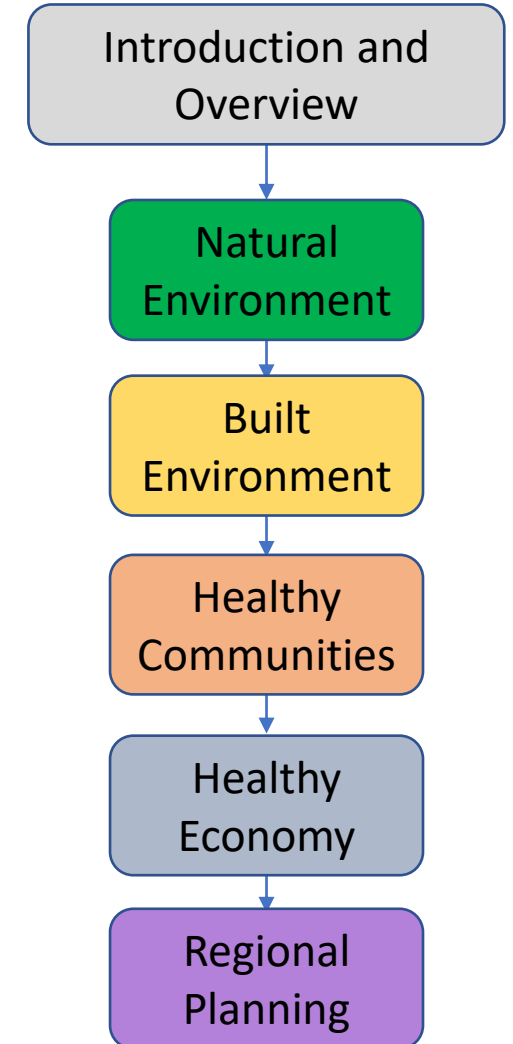 Introduction and
Overview
Natural
Environment
Built
Environment
Healthy
Communities
Healthy
Economy
Regional
Planning